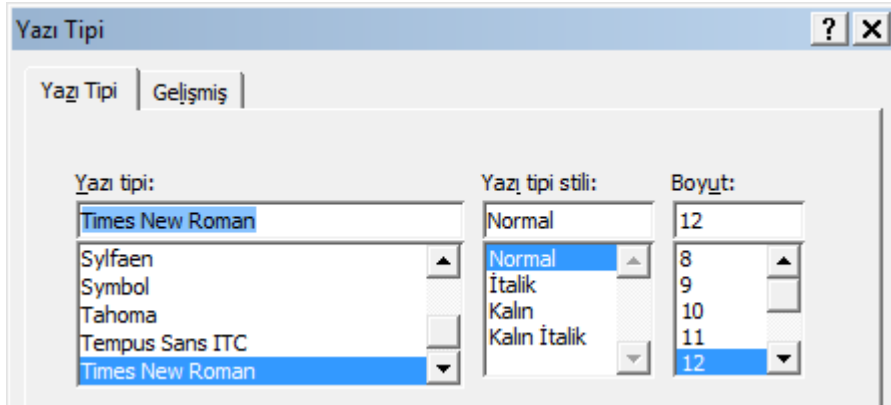 Yazı Tipi
Yazı Tipi Gelişmiş
Yazı tipi: Yazı tipi stili: Boyut:
Times New Roman Normal 12
Sylfaen Normal 8
Symbol İtalik 9
Tahoma Kalın 10
Tempus Sans ITC Kalın İtalik 11
Times New Roman 12